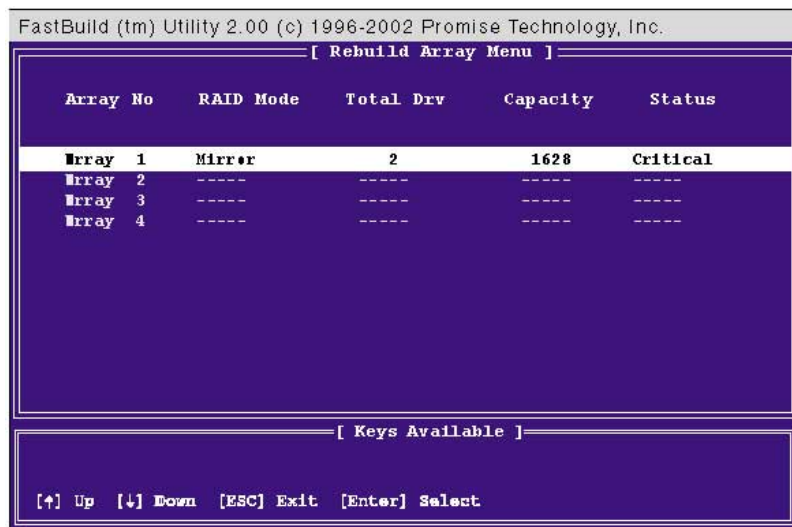 FastBuild (tm) Utility 2.00 (c) 1996-2002 Promise Technology, Inc.
[ Rebuild Array Menu ]
Array No RAID Mode Total Drv Capacity Status
Array 1 Mirror 2 1628 Critical
Array 2 ----- ----- ----- -----
Array 3 ----- ----- ----- -----
Array 4 ----- ----- ----- -----
[ Keys Available ]
[↑] Up [↓] Down [ESC] Exit [Enter] Select